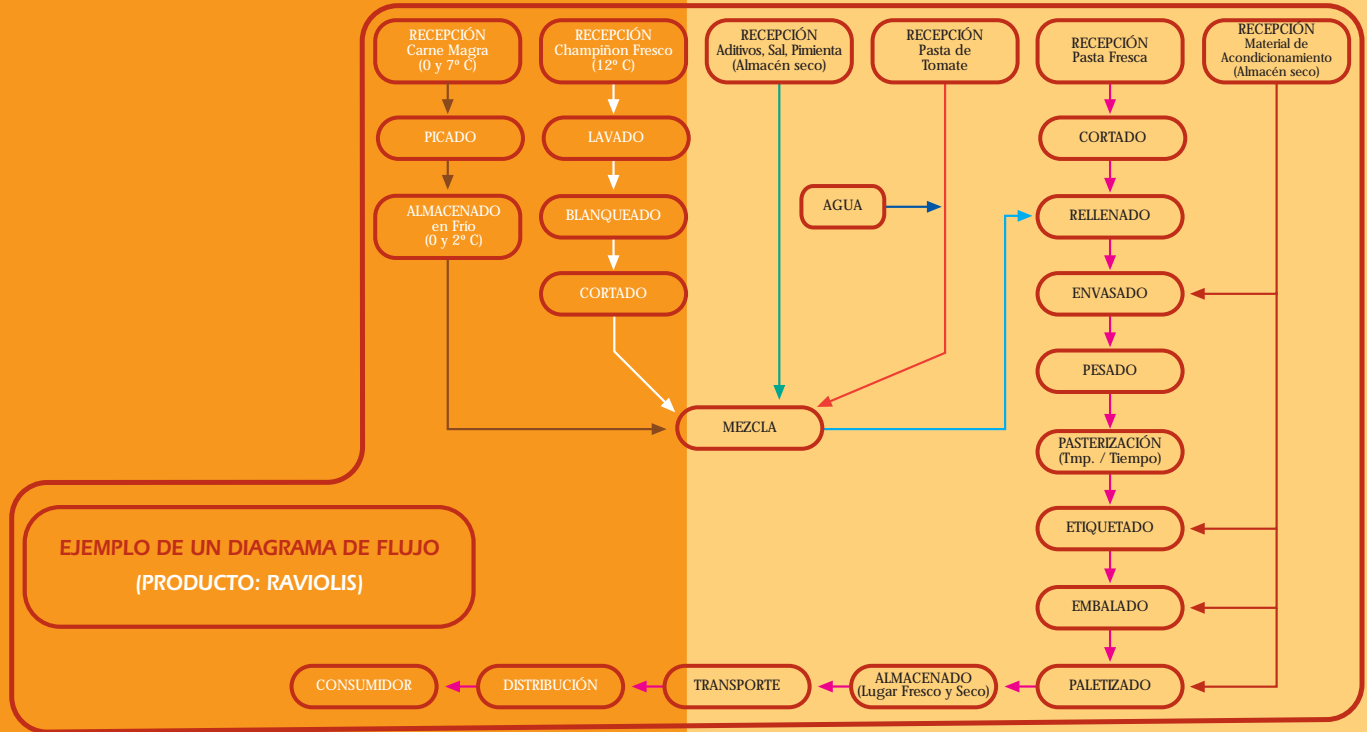 RECEPCIÓN
Carne Magra
(0 y 7º C)
RECEPCIÓN
Champiñon Fresco
(12º C)
RECEPCIÓN
Aditivos, Sal, Pimienta
(Almacén seco)
RECEPCIÓN
Pasta de
Tomate
RECEPCIÓN
Pasta Fresca
RECEPCIÓN
Material de
Acondicionamiento
(Almacén seco)
PICADO
LAVADO
CORTADO
ALMACENADO
en Frio
(0 y 2º C)
BLANQUEADO
AGUA
RELLENADO
CORTADO
ENVASADO
PESADO
MEZCLA
PASTERIZACIÓN
(Tmp. / Tiempo)
ETIQUETADO
EJEMPLO DE UN DIAGRAMA DE FLUJO
(PRODUCTO: RAVIOLIS)
EMBALADO
CONSUMIDOR
DISTRIBUCIÓN
TRANSPORTE
ALMACENADO
(Lugar Fresco y Seco)
PALETIZADO